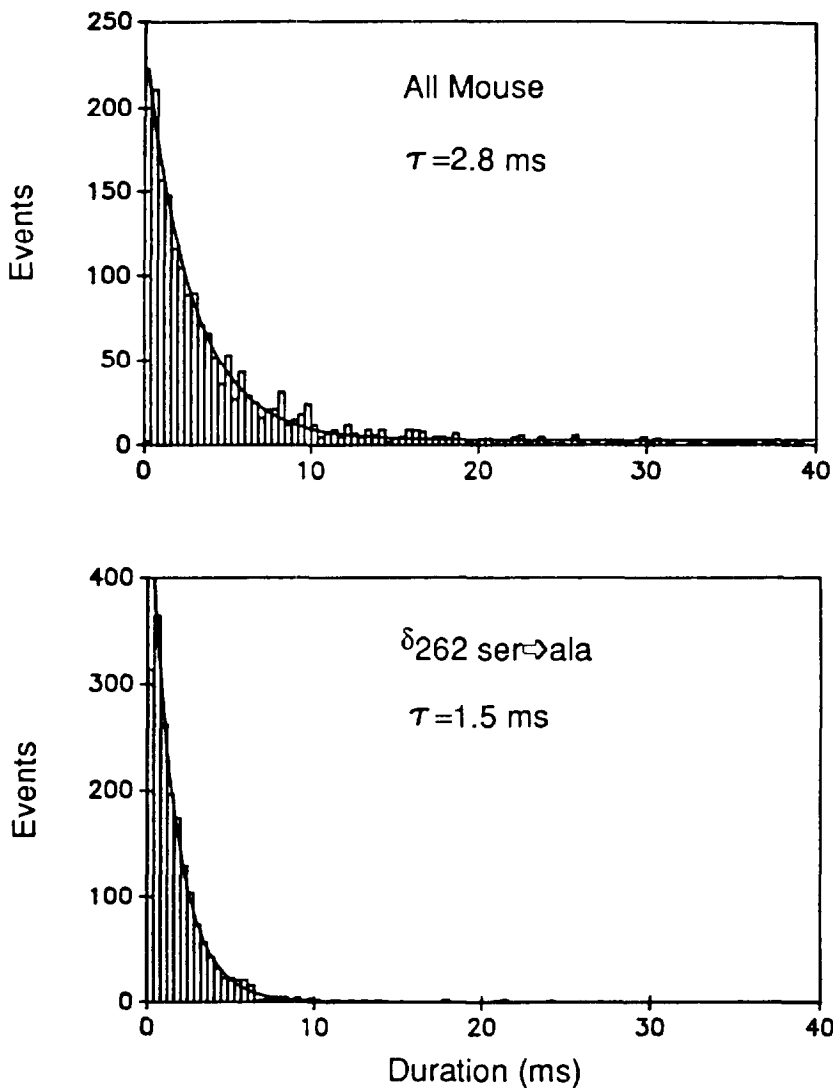 250
200
150
100
50
0
Events
All Mouse
τ=2.8 ms
0 10 20 30 40
400
300
200
100
0
Events
δ262 ser⇨ala
τ=1.5 ms
0 10 20 30 40
Duration (ms)